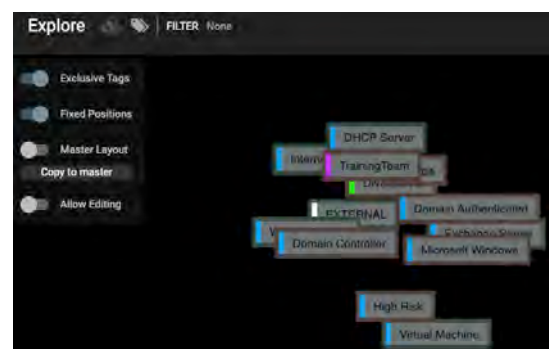 Explore FILTER None
Exclusive Tags
Fixed Positions
Master Layout
Copy to master
Allow Editing
DHCP Server
TrainingTeam
EXTERNAL
Domain Authenticated
Domain Controller
Exchange Server
Microsoft Windows
High Risk
Virtual Machine